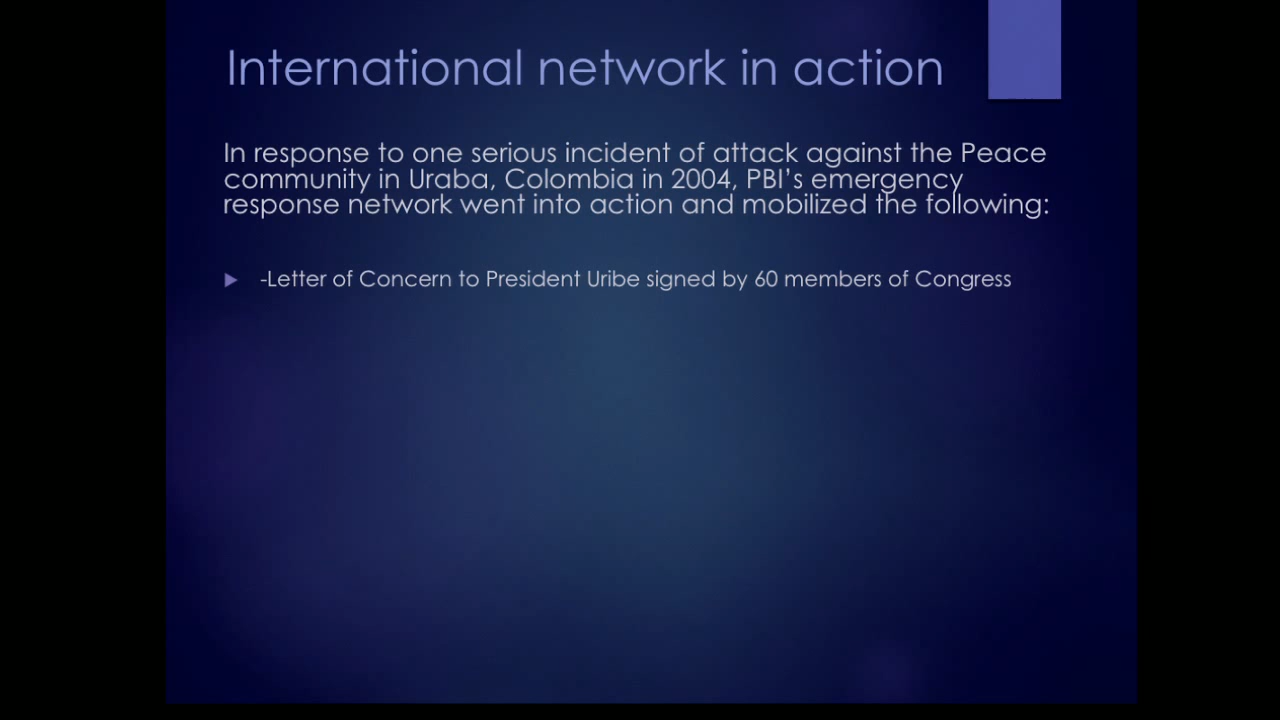 International network in action
In response to one serious incident of attack against the Peace
community in Uraba, Colombia in 2004, PBI's emergency
response network went into action and mobilized the following:
-Letter of Concern to President Uribe signed by 60 members of Congress